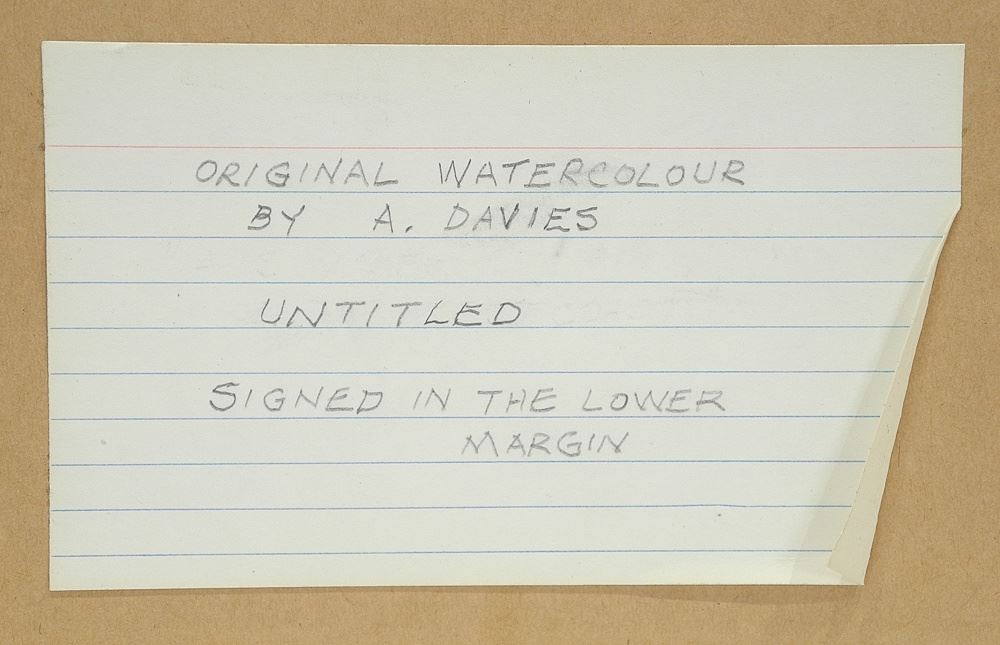 ORIGINAL WATERCOLOUR
BY A. DAVIES
UNTITLED
SIGNED IN THE LOWER
MARGIN